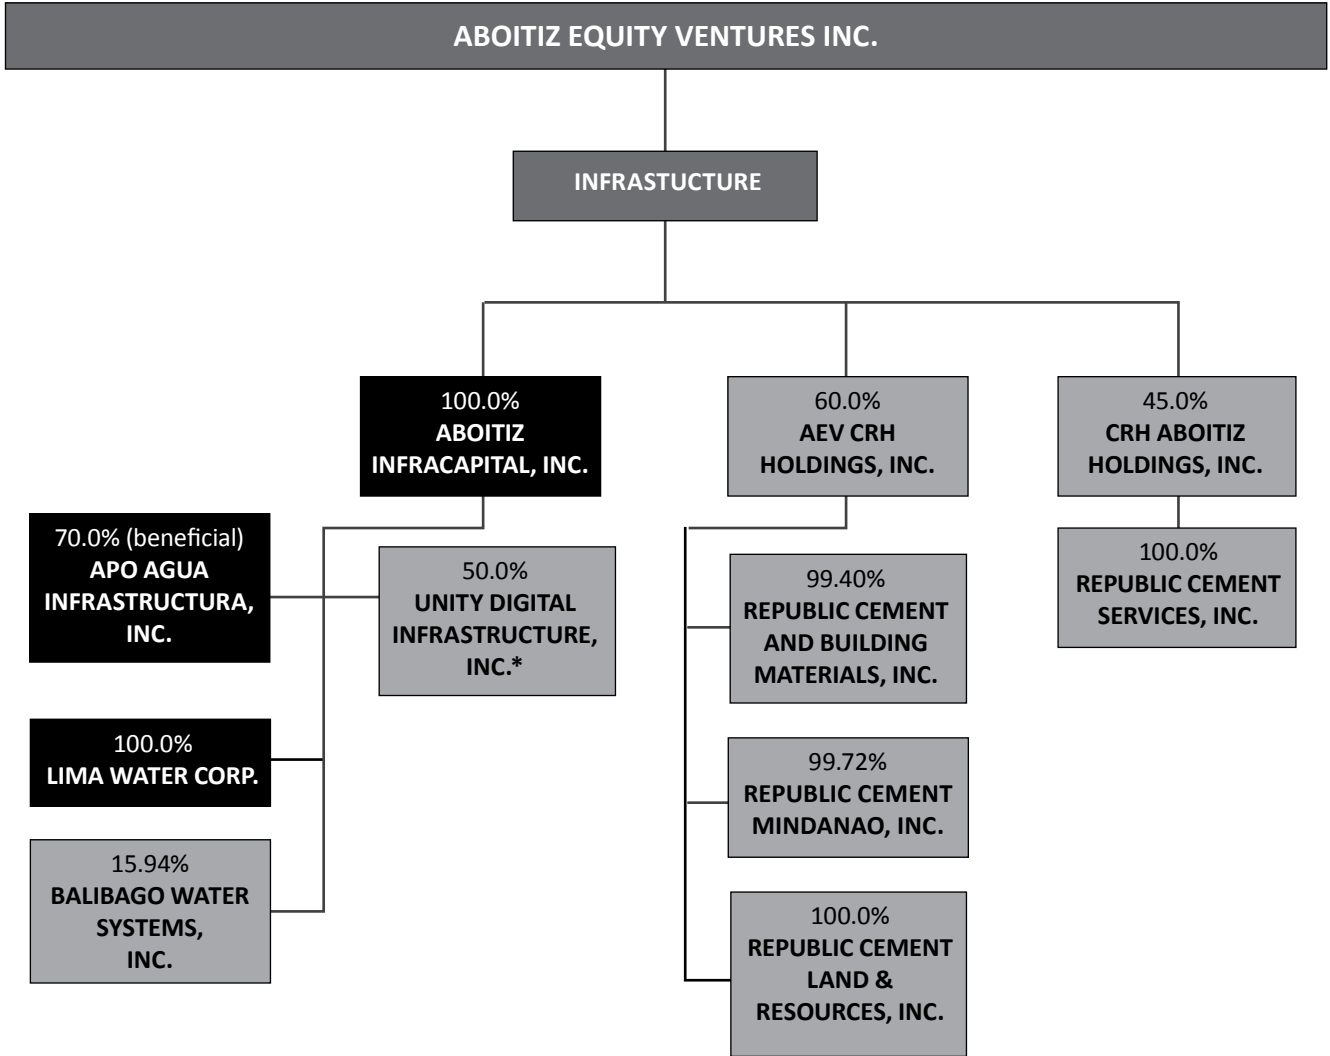 ABOITIZ EQUITY VENTURES INC.
INFRASTUCTURE
100.0%
ABOITIZ
INFRACAPITAL, INC.
60.0%
AEV CRH
HOLDINGS, INC.
45.0%
CRH ABOITIZ
HOLDINGS, INC.
70.0% (beneficial)
APO AGUA
INFRASTRUCTURA,
INC.
50.0%
UNITY DIGITAL
INFRASTRUCTURE,
INC.*
99.40%
REPUBLIC CEMENT
AND BUILDING
MATERIALS, INC.
100.0%
REPUBLIC CEMENT
SERVICES, INC.
100.0%
LIMA WATER CORP.
99.72%
REPUBLIC CEMENT
MINDANAO, INC.
15.94%
BALIBAGO WATER
SYSTEMS,
INC.
100.0%
REPUBLIC CEMENT
LAND &
RESOURCES, INC.